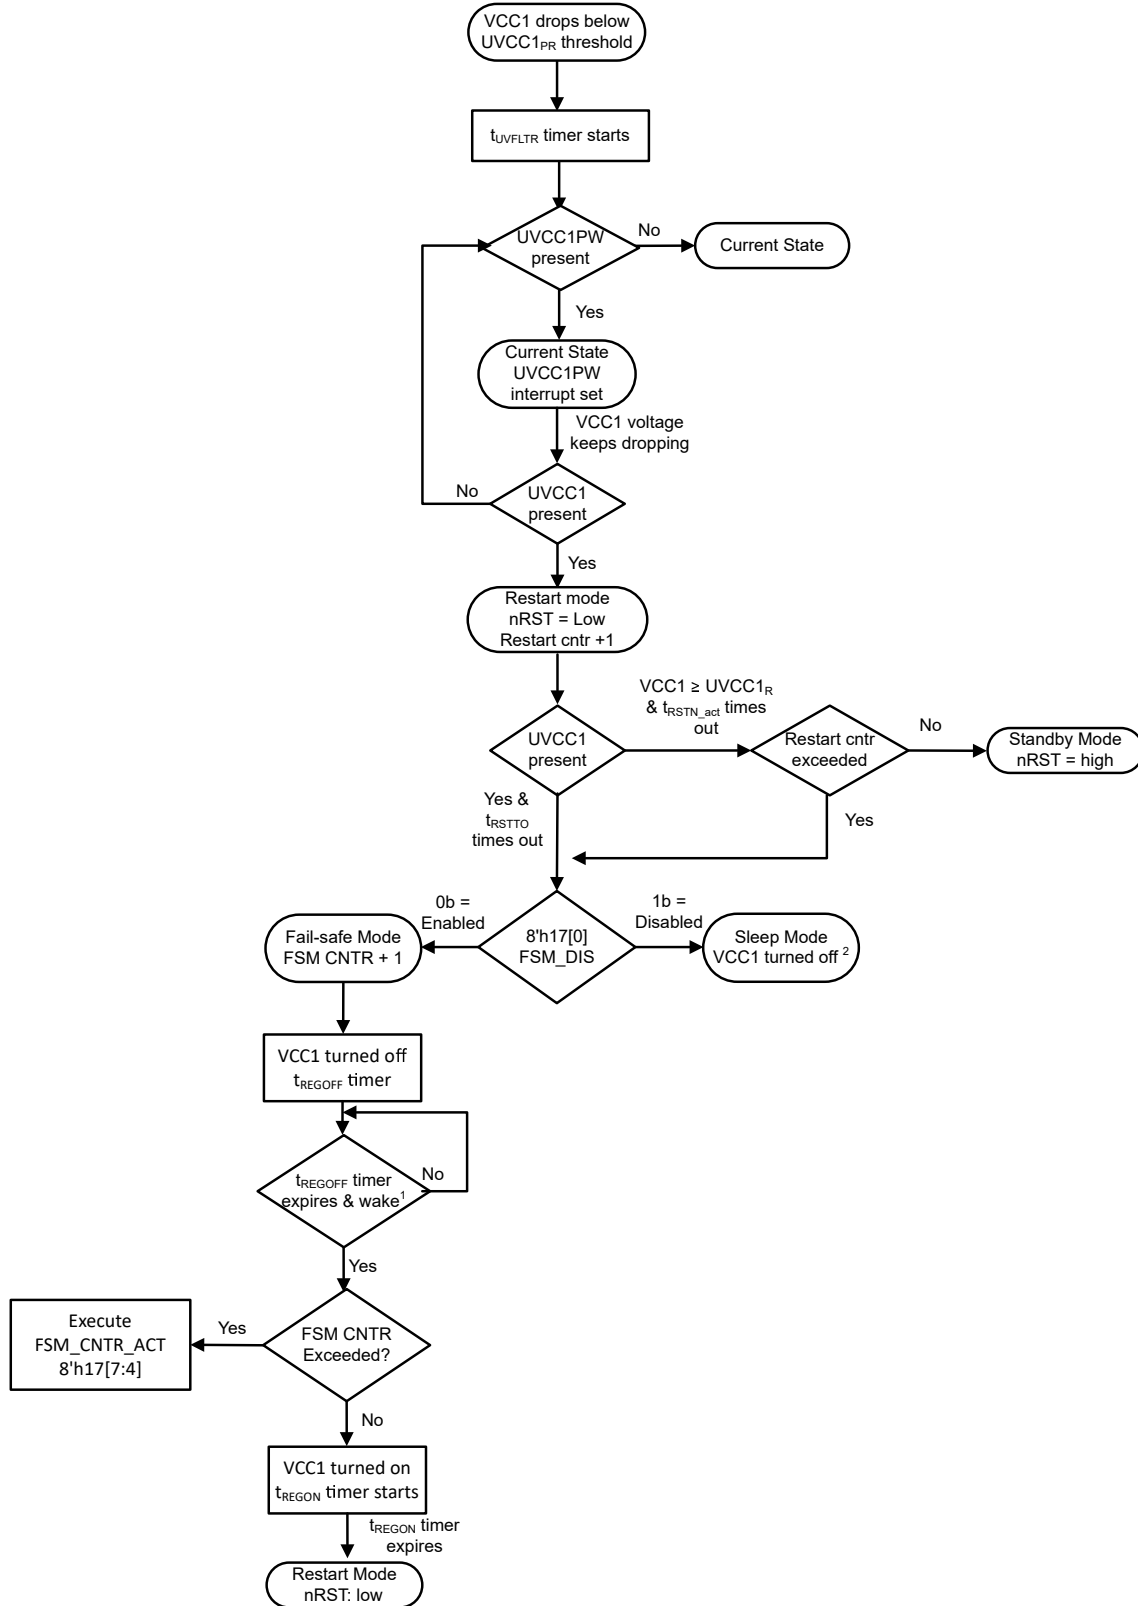 VCC1 drops below
UVCC1PR threshold
tUVFLTR timer starts
UVCC1PW
present
No
Current State
Yes
Current State
UVCC1PW
interrupt set
VCC1 voltage
keeps dropping
No
UVCC1
present
Yes
Restart mode
nRST = Low
Restart cntr +1
VCC1 ≥ UVCC1R
& tRSTN_act times
out
UVCC1
present
Restart cntr
exceeded
No
Standby Mode
nRST = high
Yes &
tRSTTO
times out
Yes
0b =
Enabled
1b =
Disabled
Fail-safe Mode
FSM CNTR + 1
8'h17[0]
FSM_DIS
Sleep Mode
VCC1 turned off 2
VCC1 turned off
tREGOFF timer
tREGOFF timer
expires & wake1
No
Yes
Execute
FSM_CNTR_ACT
8'h17[7:4]
Yes
FSM CNTR
Exceeded?
No
VCC1 turned on
tREGON timer starts
tREGON timer
expires
Restart Mode
nRST: low